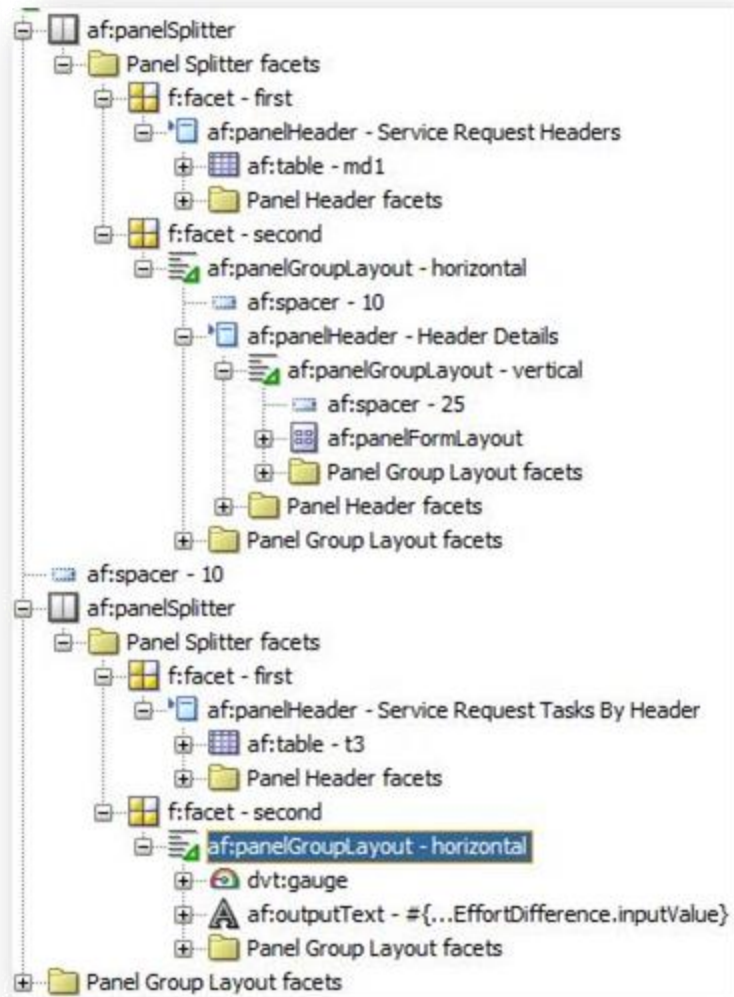 af:panelSplitter
Panel Splitter facets
f:facet - first
af:panelHeader - Service Request Headers
af:table - md1
Panel Header facets
f:facet - second
af:panelGroupLayout - horizontal
af:spacer - 10
af:panelHeader - Header Details
af:panelGroupLayout - vertical
af:spacer - 25
af:panelFormLayout
Panel Group Layout facets
Panel Header facets
Panel Group Layout facets
af:spacer - 10
af:panelSplitter
Panel Splitter facets
f:facet - first
af:panelHeader - Service Request Tasks By Header
af:table - t3
Panel Header facets
f:facet - second
af:panelGroupLayout - horizontal
dvt:gauge
af:outputText - #{...EffortDifference.inputValue}
Panel Group Layout facets
Panel Group Layout facets